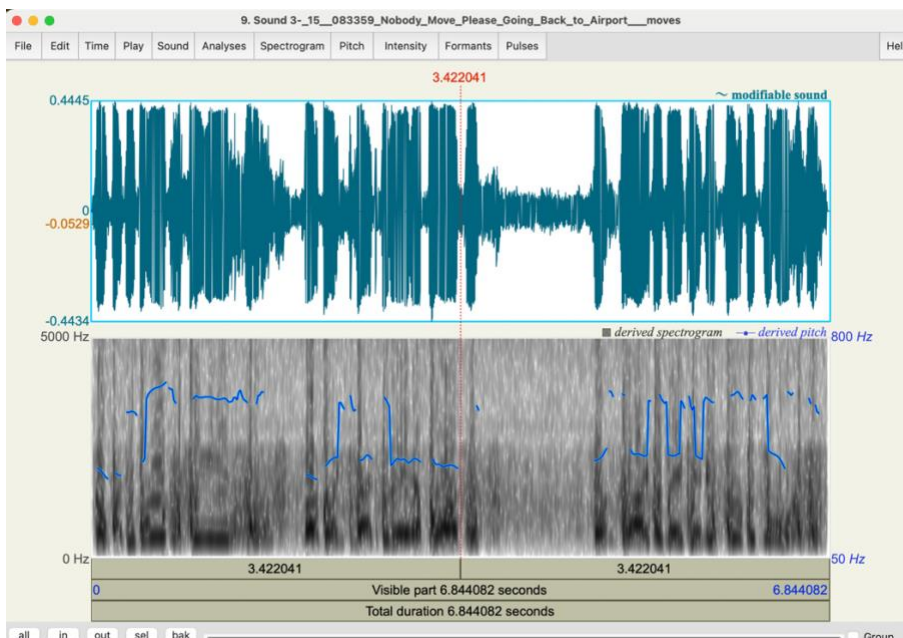 9. Sound 3-_15__083359_Nobody_Move_Please_Going_Back_to_Airport___moves
File Edit Time Play Sound Analyses Spectrogram Pitch Intensity Formants Pulses Hel
3.422041
0.4445 ~ modifiable sound
0
-0.0529
-0.4434
5000 Hz derived spectrogram derived pitch 800 Hz
0 Hz 50 Hz
3.422041 3.422041
0 Visible part 6.844082 seconds 6.844082
Total duration 6.844082 seconds
all in out sel bak Group